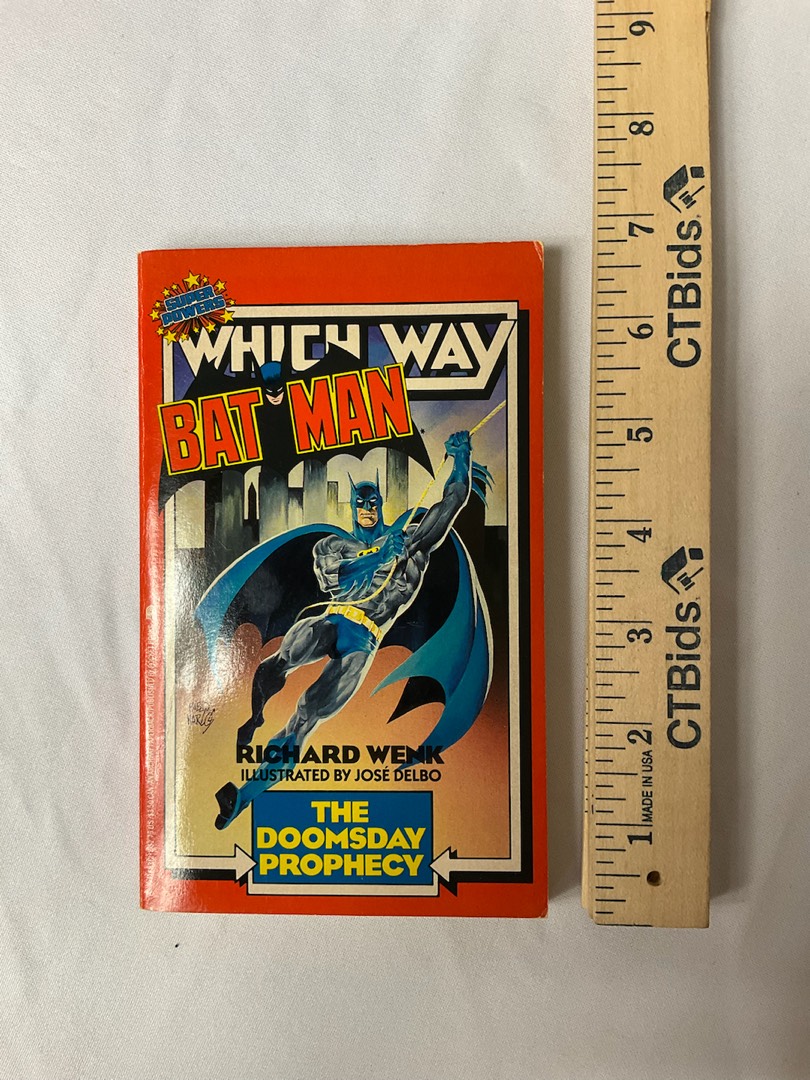 SUPER
POWERS
WHICH WAY
BATMAN
RICHARD WENK
ILLUSTRATED BY JOSÉ DELBO
THE
DOOMSDAY
PROPHECY
9
8
7
6
5
4
3
2
1
CTBids
CTBids
MADE IN USA